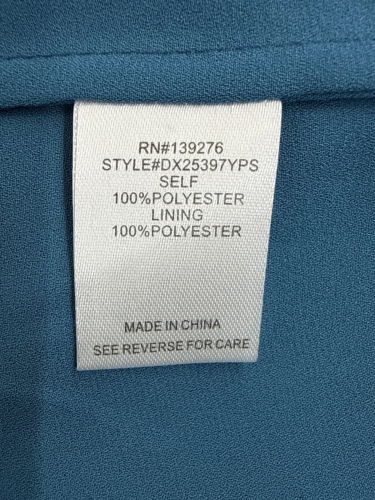 RN#139276
STYLE#DX25397YPS
SELF
100%POLYESTER
LINING
100%POLYESTER
MADE IN CHINA
SEE REVERSE FOR CARE